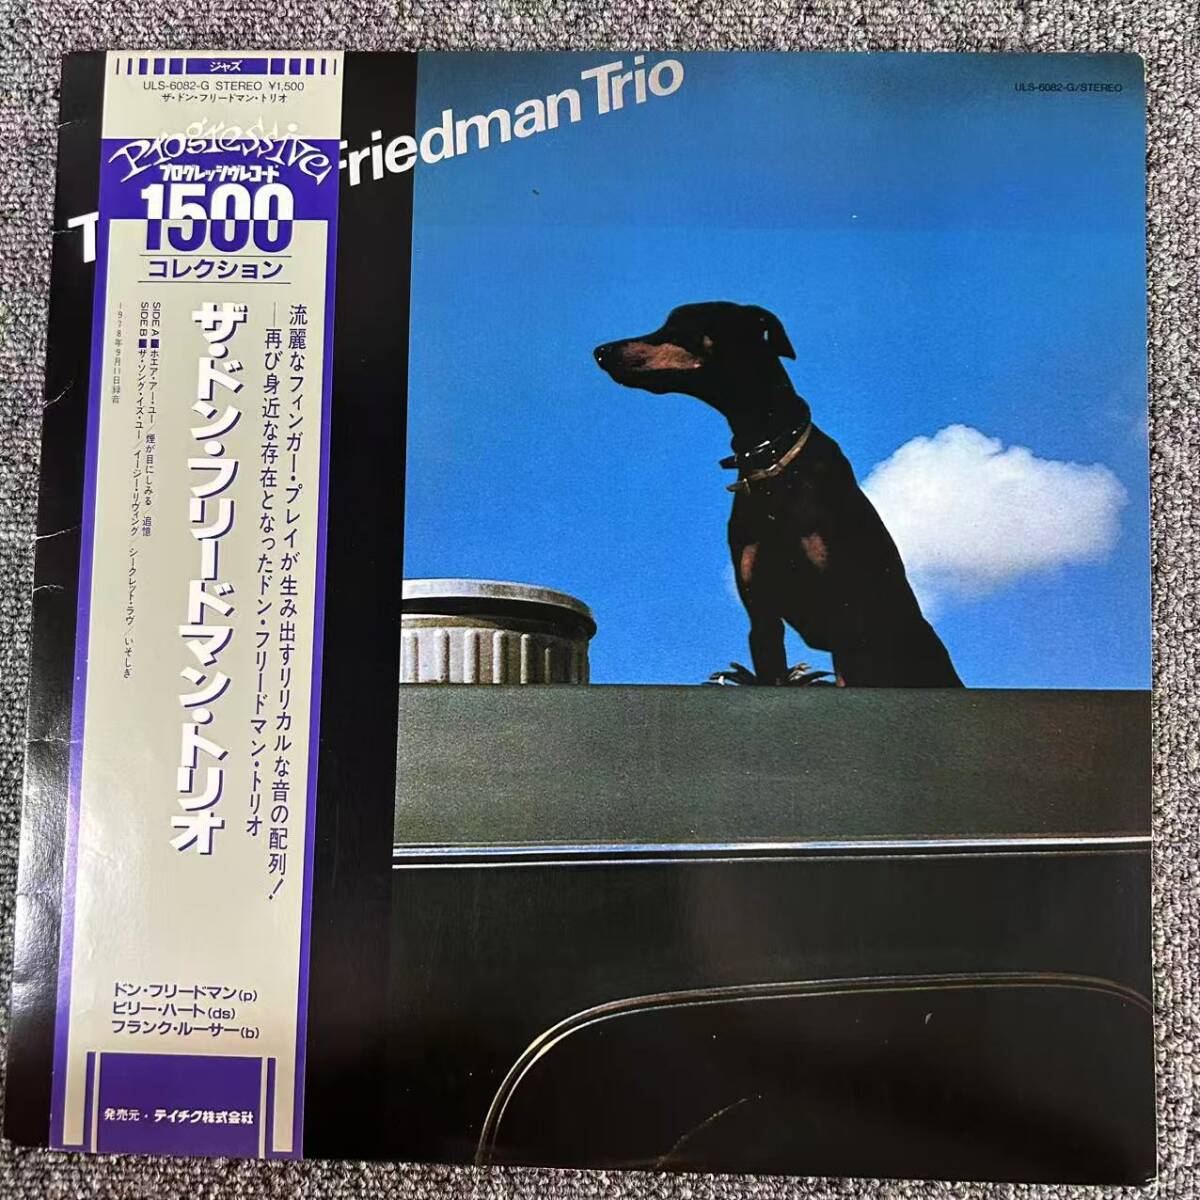 ジャズ
ULS-6082-G STEREO ¥1,500
ザ・ドン・フリードマン・トリオ
Progressive
プログレッシヴレコード
1500
コレクション
流麗なフィンガー・プレイが生み出すリリカルな音の配列!
―再び身近な存在となったドン・フリードマン・トリオ
ザ・ドン・フリードマン・トリオ
SIDE A■ホエア・アー・ユー/煙が目にしみる/追憶
SIDE B■ザ・ソング・イズ・ユー/イージー・リヴィング/シークレット・ラヴ/いそしぎ
1978年9月11日録音
ドン・フリードマン(p)
ビリー・ハート(ds)
フランク・ルーサー(b)
発売元・テイチク株式会社
T
Friedman Trio
ULS-6082-G/STEREO